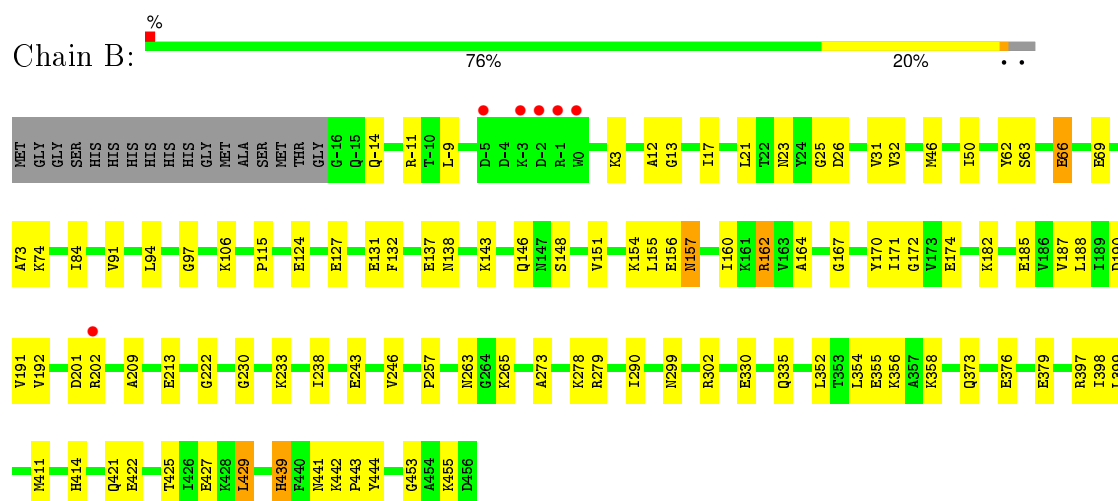 %
Chain B:
76% 20% • •
MET GLY GLY SER HIS HIS HIS HIS HIS HIS GLY MET ALA SER MET THR GLY G-16 Q-15 Q-14 R-11 T-10 L-9 D-5 D-4 K-3 D-2 R-1 W0 K3 A12 G13 I17 L21 T22 N23 Y24 G25 D26 V31 V32 M46 I50 Y62 S63 E66 E69
A73 K74 I84 V91 L94 G97 K106 P115 E124 E127 E131 F132 E137 N138 K143 Q146 N147 S148 V151 K154 L155 E156 N157 I160 K161 R162 V163 A164 G167 Y170 I171 G172 V173 E174 K182 E185 V186 V187 L188 I189 D190
V191 V192 D201 R202 A209 E213 G222 G230 K233 I238 E243 V246 P257 N263 G264 K265 A273 K278 R279 I290 N299 R302 E330 Q335 L352 T353 L354 E355 K356 A357 K358 Q373 E376 E379 R397 I398 L399
M411 H414 Q421 E422 T425 I426 E427 K428 L429 H439 F440 N441 K442 P443 Y444 G453 A454 K455 D456